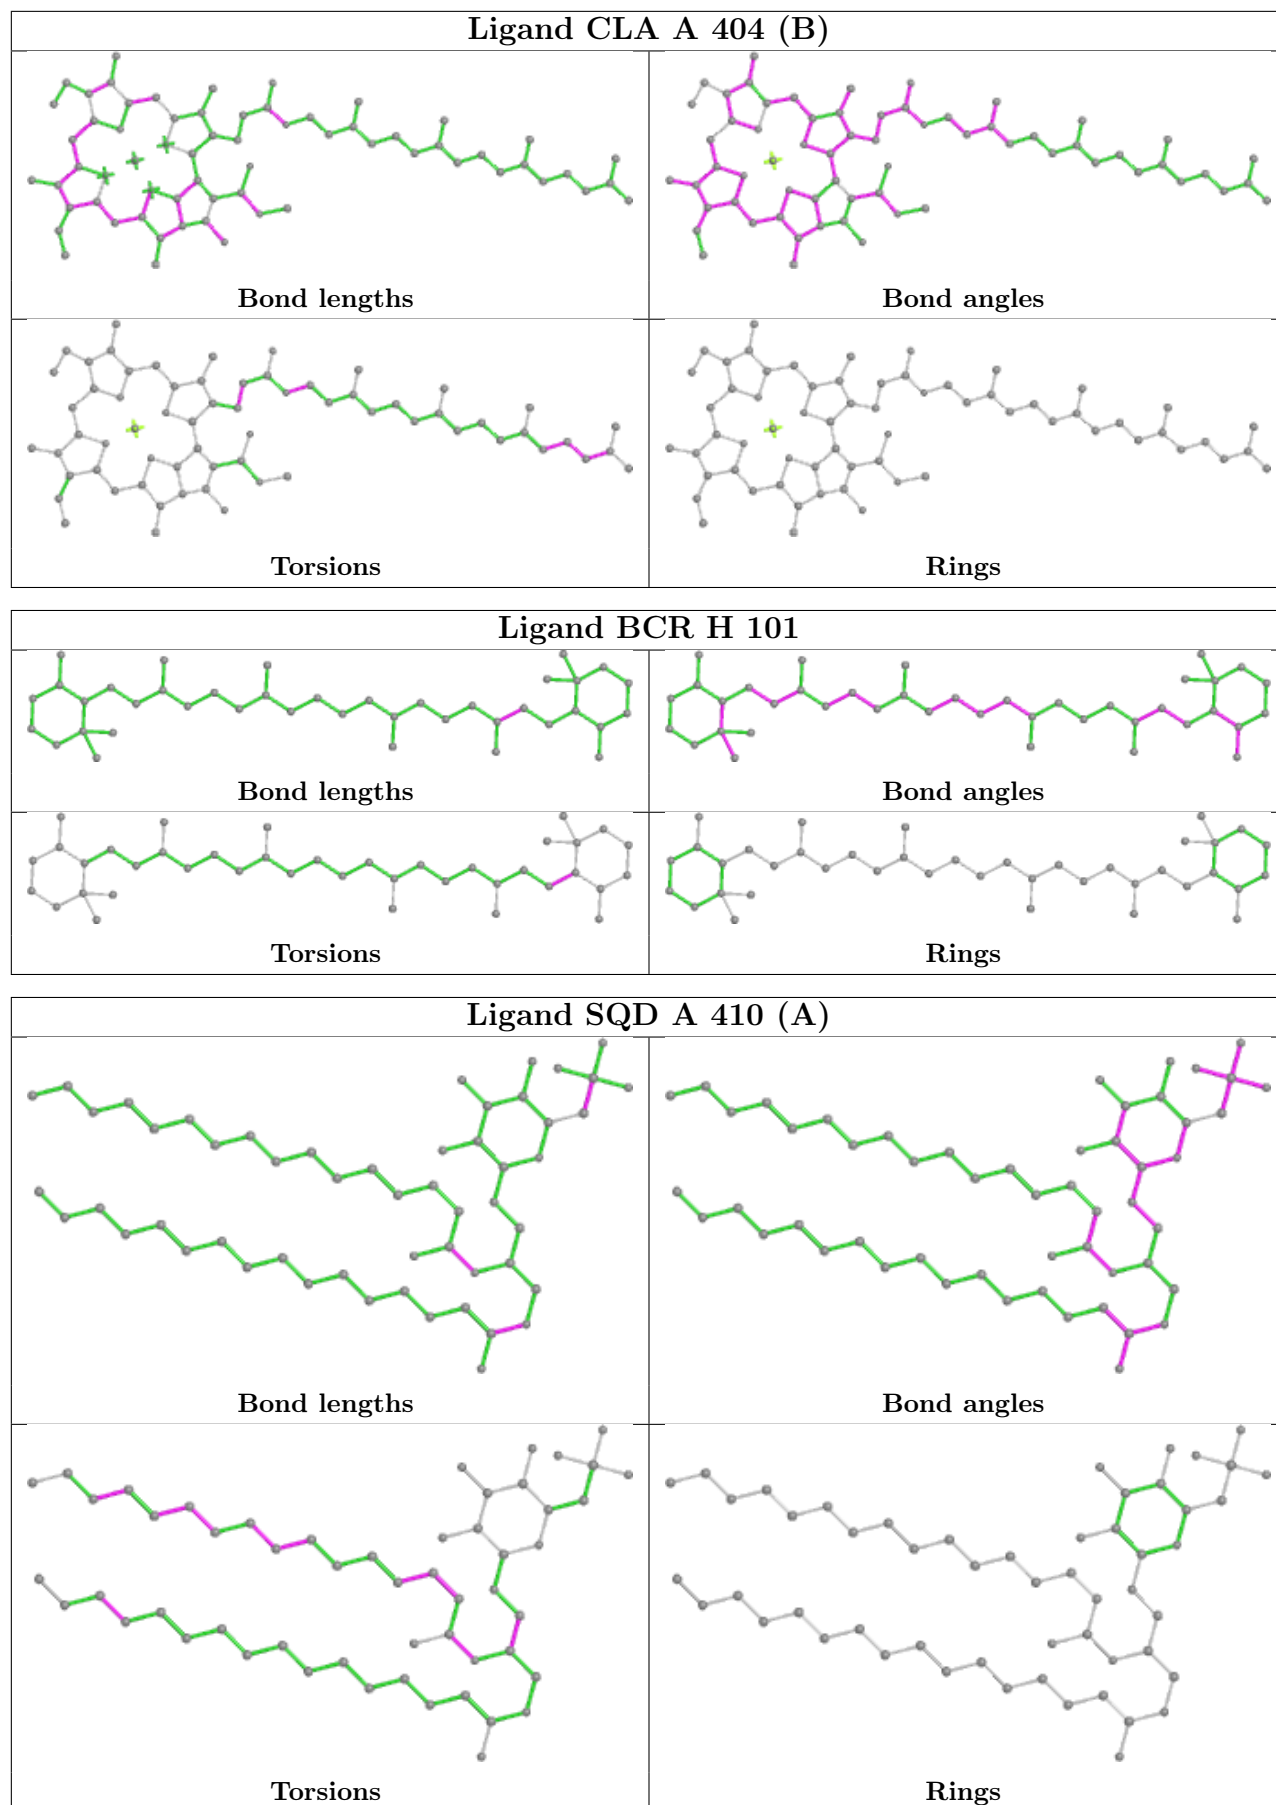 Ligand CLA A 404 (B)
Bond lengths
Bond angles
Torsions
Rings
Ligand BCR H 101
Bond lengths
Bond angles
Torsions
Rings
Ligand SQD A 410 (A)
Bond lengths
Bond angles
Torsions
Rings